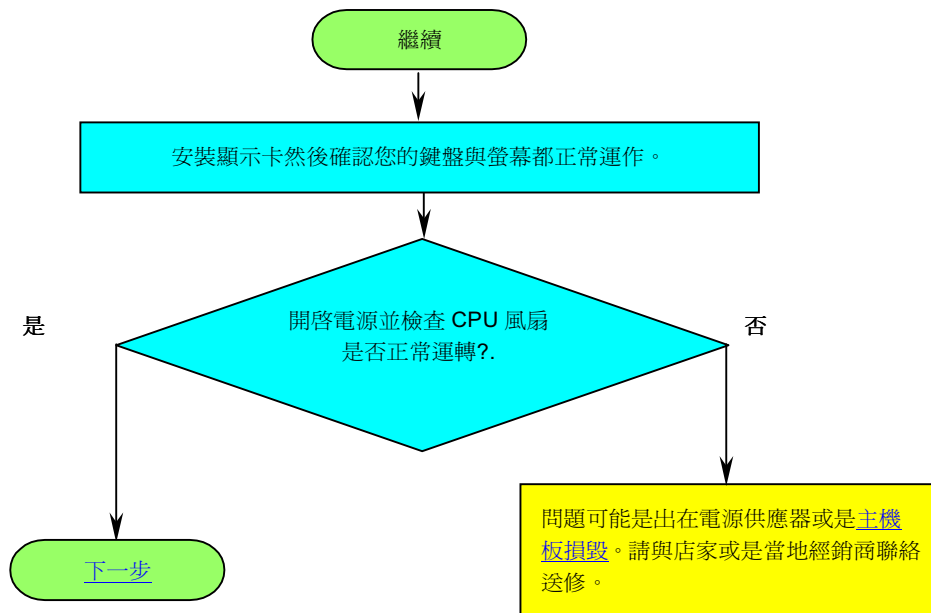 繼續
安裝顯示卡然後確認您的鍵盤與螢幕都正常運作。
是
開啓電源並檢查 CPU 風扇
是否正常運轉?.
否
問題可能是出在電源供應器或是主機
板損毀。請與店家或是當地經銷商聯絡
送修。
下一步